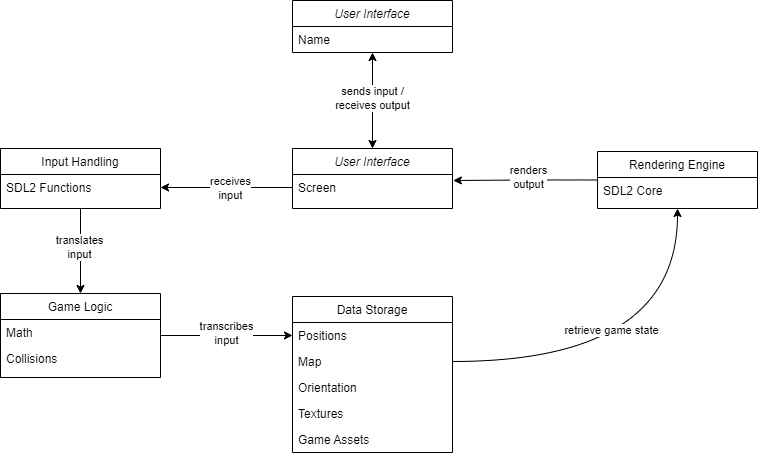 User Interface
Name
sends input /
receives output
Input Handling
SDL2 Functions
receives
input
User Interface
Screen
renders
output
Rendering Engine
SDL2 Core
translates
input
Game Logic
Math
Collisions
transcribes
input
Data Storage
Positions
Map
Orientation
Textures
Game Assets
retrieve game state